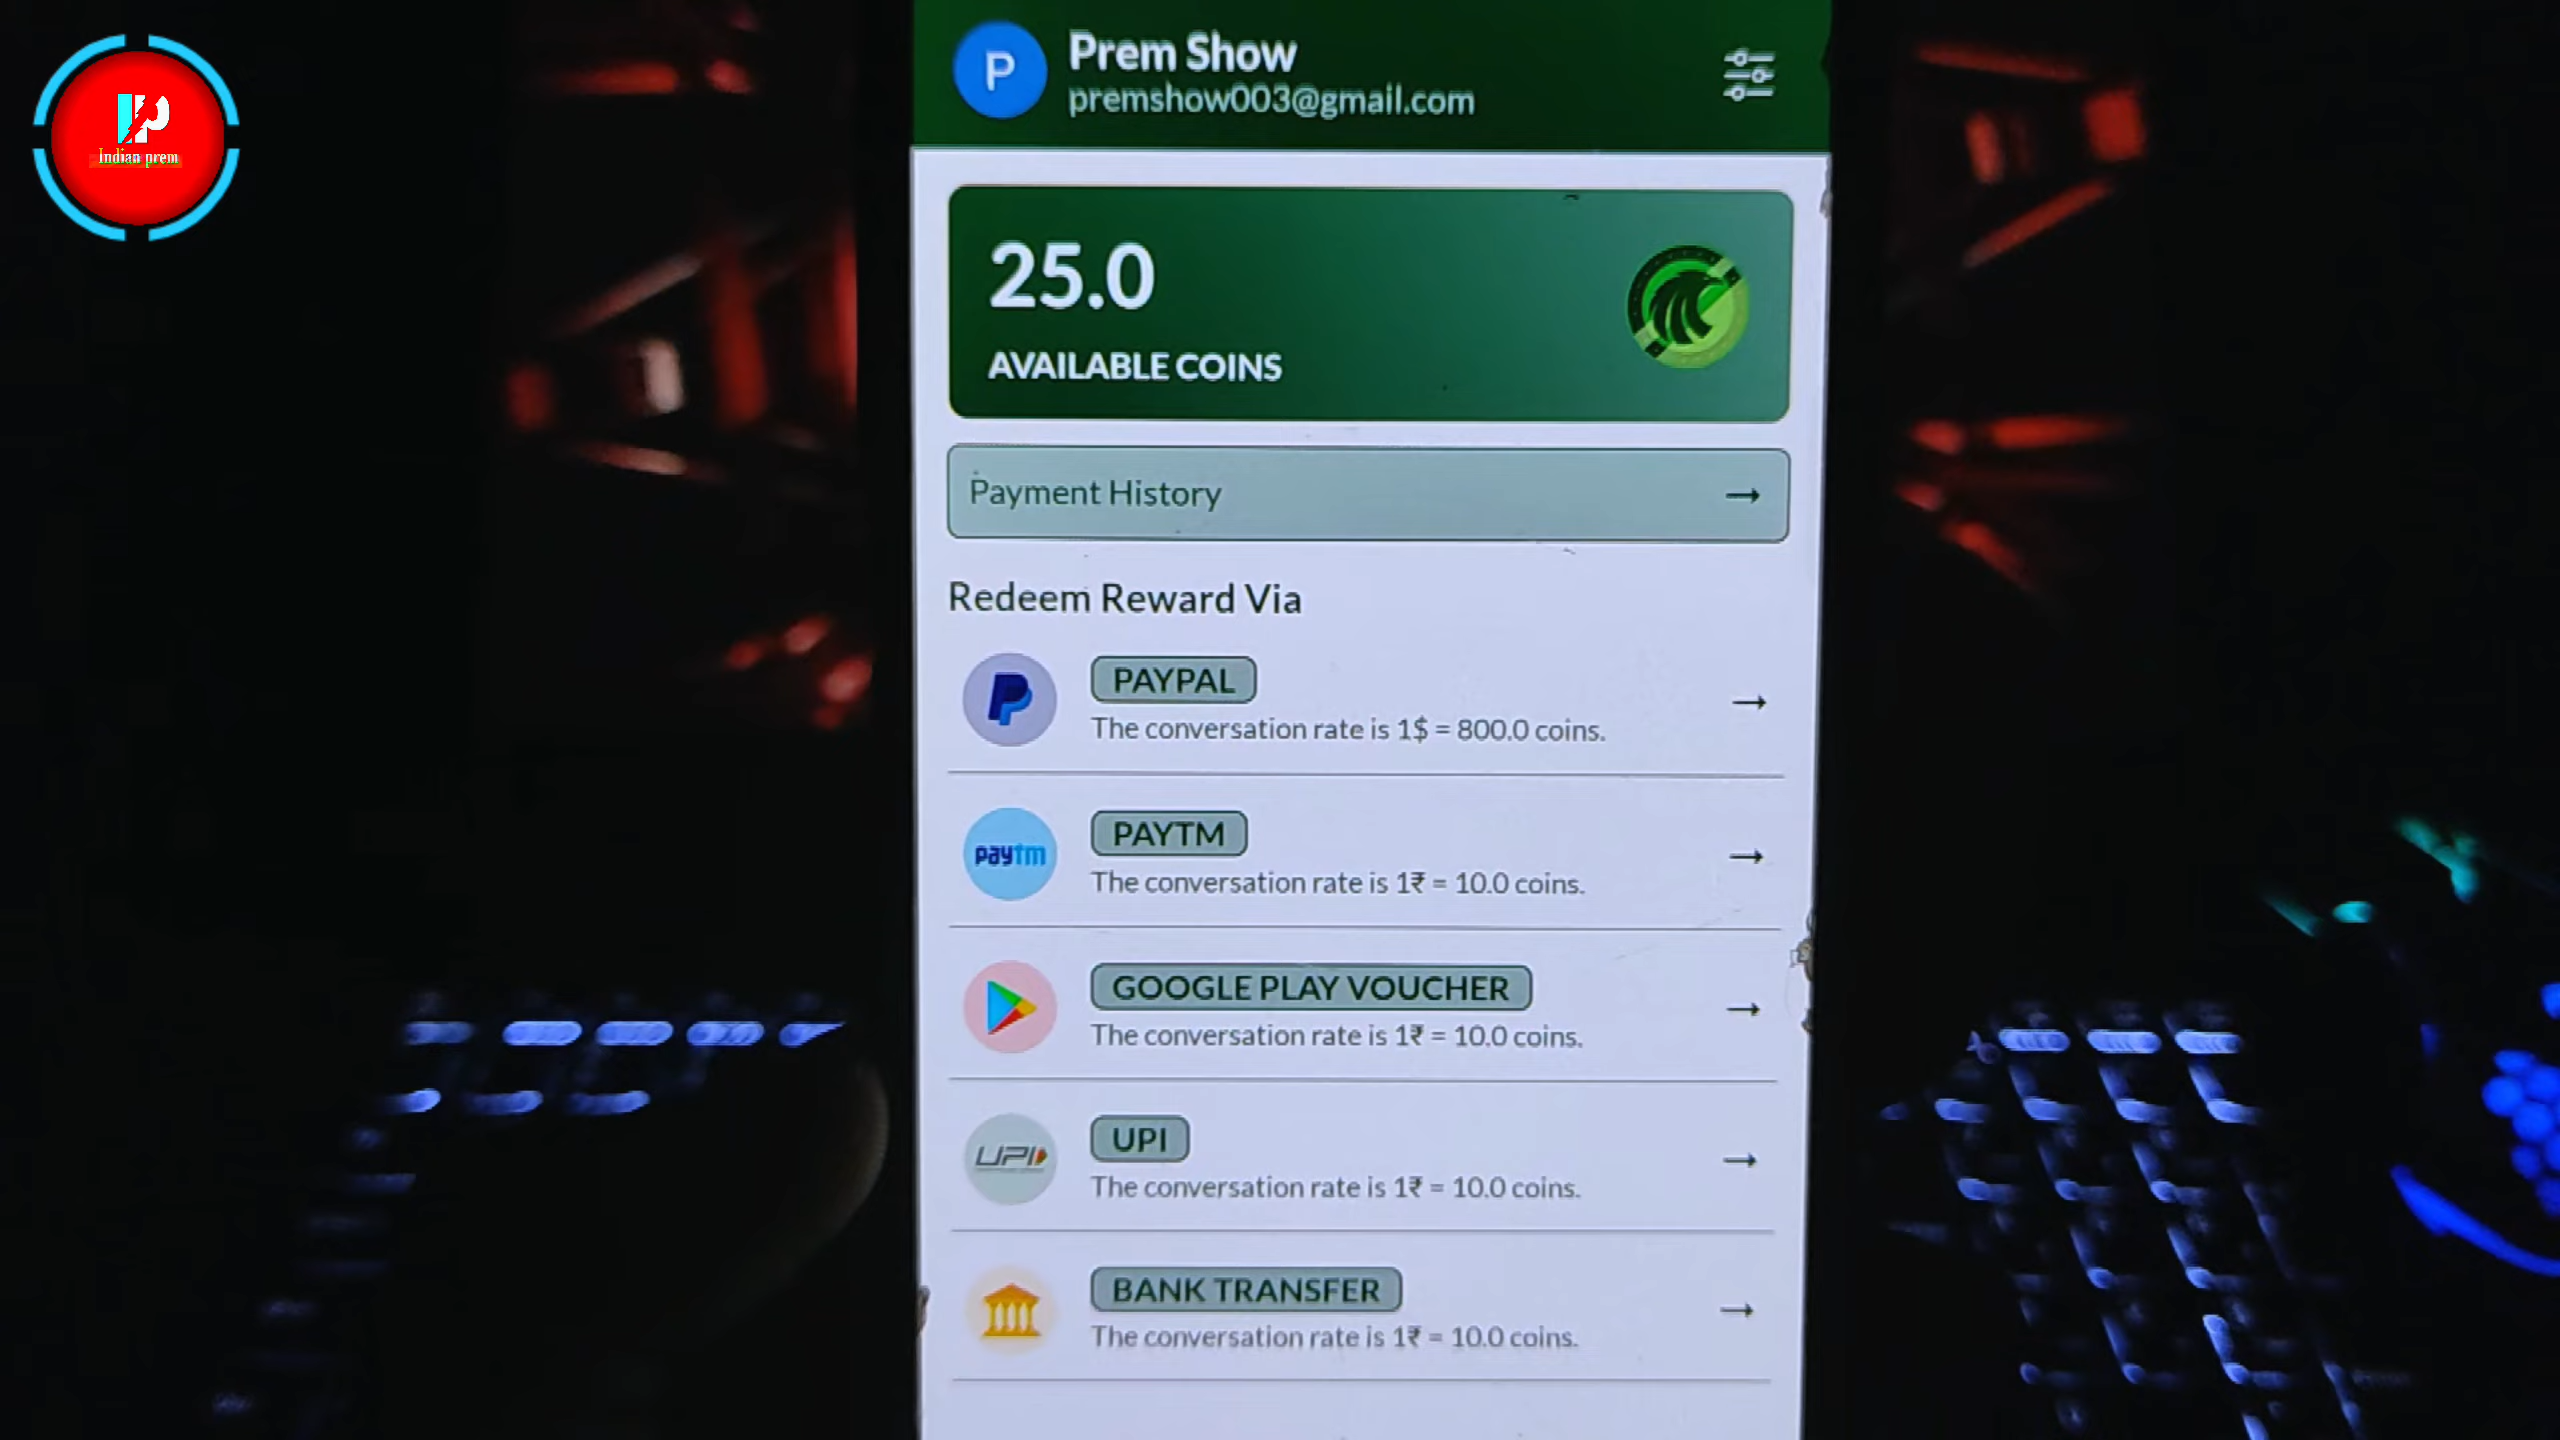 Indian prem
P
Prem Show
premshow003@gmail.com
25.0
AVAILABLE COINS
Payment History
Redeem Reward Via
PAYPAL
The conversation rate is 1$ = 800.0 coins.
paytm
PAYTM
The conversation rate is 1₹ = 10.0 coins.
GOOGLE PLAY VOUCHER
The conversation rate is 1₹ = 10.0 coins.
UPI
UPI
The conversation rate is 1₹ = 10.0 coins.
BANK TRANSFER
The conversation rate is 1₹ = 10.0 coins.